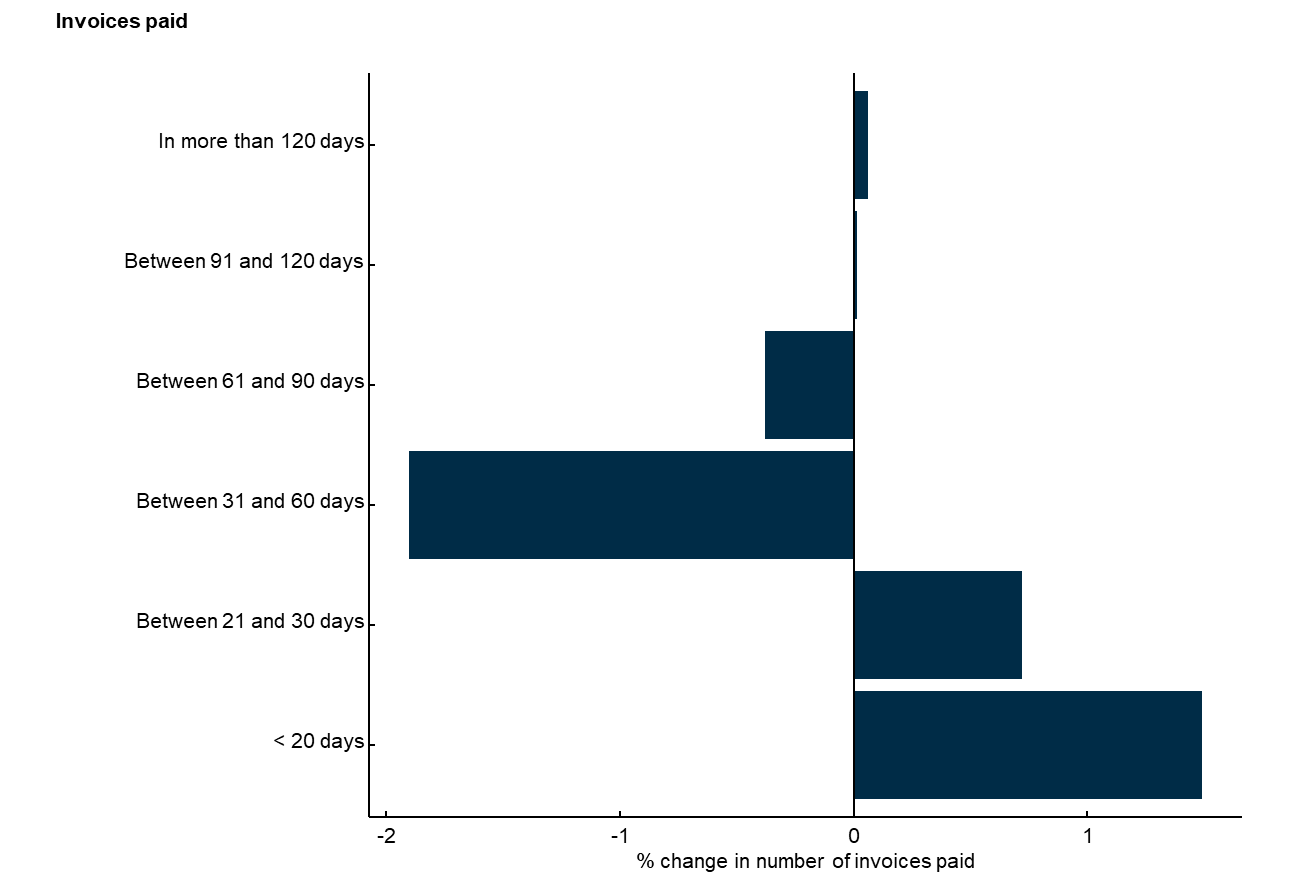 Invoices paid
In more than 120 days
Between 91 and 120 days
Between 61 and 90 days
Between 31 and 60 days
Between 21 and 30 days
< 20 days
-2 -1 0 1
% change in number of invoices paid